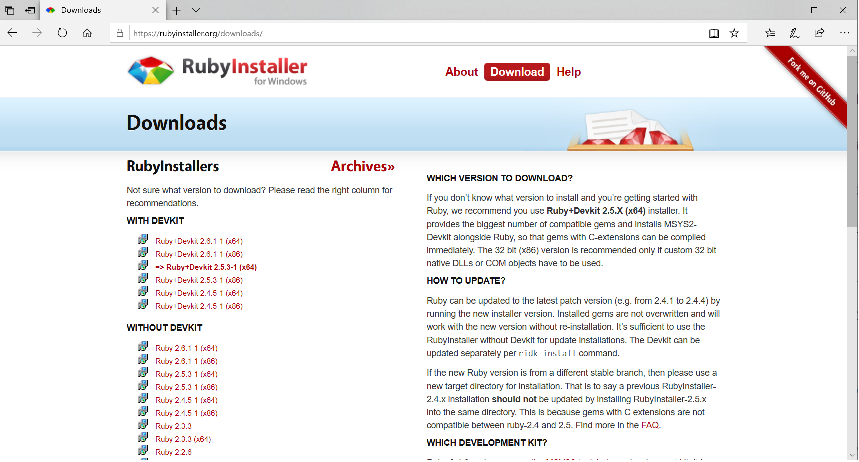 Downloads
https://rubyinstaller.org/downloads/
RubyInstaller
for Windows
About Download Help
Fork me on GitHub
Downloads
RubyInstallers Archives»
Not sure what version to download? Please read the right column for
recommendations.
WITH DEVKIT
Ruby+Devkit 2.6.1-1 (x64)
Ruby+Devkit 2.6.1-1 (x86)
=> Ruby+Devkit 2.5.3-1 (x64)
Ruby+Devkit 2.5.3-1 (x86)
Ruby+Devkit 2.4.5-1 (x64)
Ruby+Devkit 2.4.5-1 (x86)
WITHOUT DEVKIT
Ruby 2.6.1-1 (x64)
Ruby 2.6.1-1 (x86)
Ruby 2.5.3-1 (x64)
Ruby 2.5.3-1 (x86)
Ruby 2.4.5-1 (x64)
Ruby 2.4.5-1 (x86)
Ruby 2.3.3
Ruby 2.3.3 (x64)
Ruby 2.2.6
WHICH VERSION TO DOWNLOAD?
If you don't know what version to install and you're getting started with
Ruby, we recommend you use Ruby+Devkit 2.5.X (x64) installer. It
provides the biggest number of compatible gems and installs MSYS2-
Devkit alongside Ruby, so that gems with C-extensions can be compiled
immediately. The 32 bit (x86) version is recommended only if custom 32 bit
native DLLs or COM objects have to be used.
HOW TO UPDATE?
Ruby can be updated to the latest patch version (e.g. from 2.4.1 to 2.4.4) by
running the new installer version. Installed gems are not overwritten and will
work with the new version without re-installation. It's sufficient to use the
RubyInstaller without Devkit for update installations. The Devkit can be
updated separately per ridk install command.
If the new Ruby version is from a different stable branch, then please use a
new target directory for installation. That is to say a previous RubyInstaller-
2.4.x installation should not be updated by installing RubyInstaller-2.5.x
into the same directory. This is because gems with C extensions are not
compatible between ruby-2.4 and 2.5. Find more in the FAQ.
WHICH DEVELOPMENT KIT?